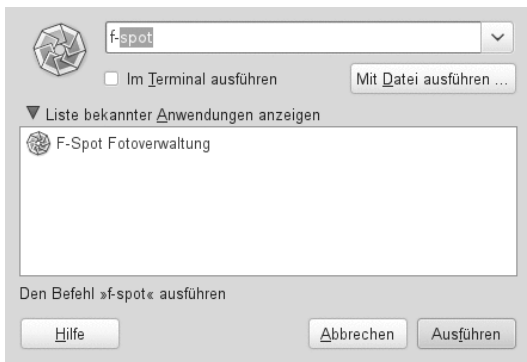 f-spot
Im Terminal ausführen
Mit Datei ausführen ...
Liste bekannter Anwendungen anzeigen
F-Spot Fotoverwaltung
Den Befehl »f-spot« ausführen
Hilfe
Abbrechen
Ausführen